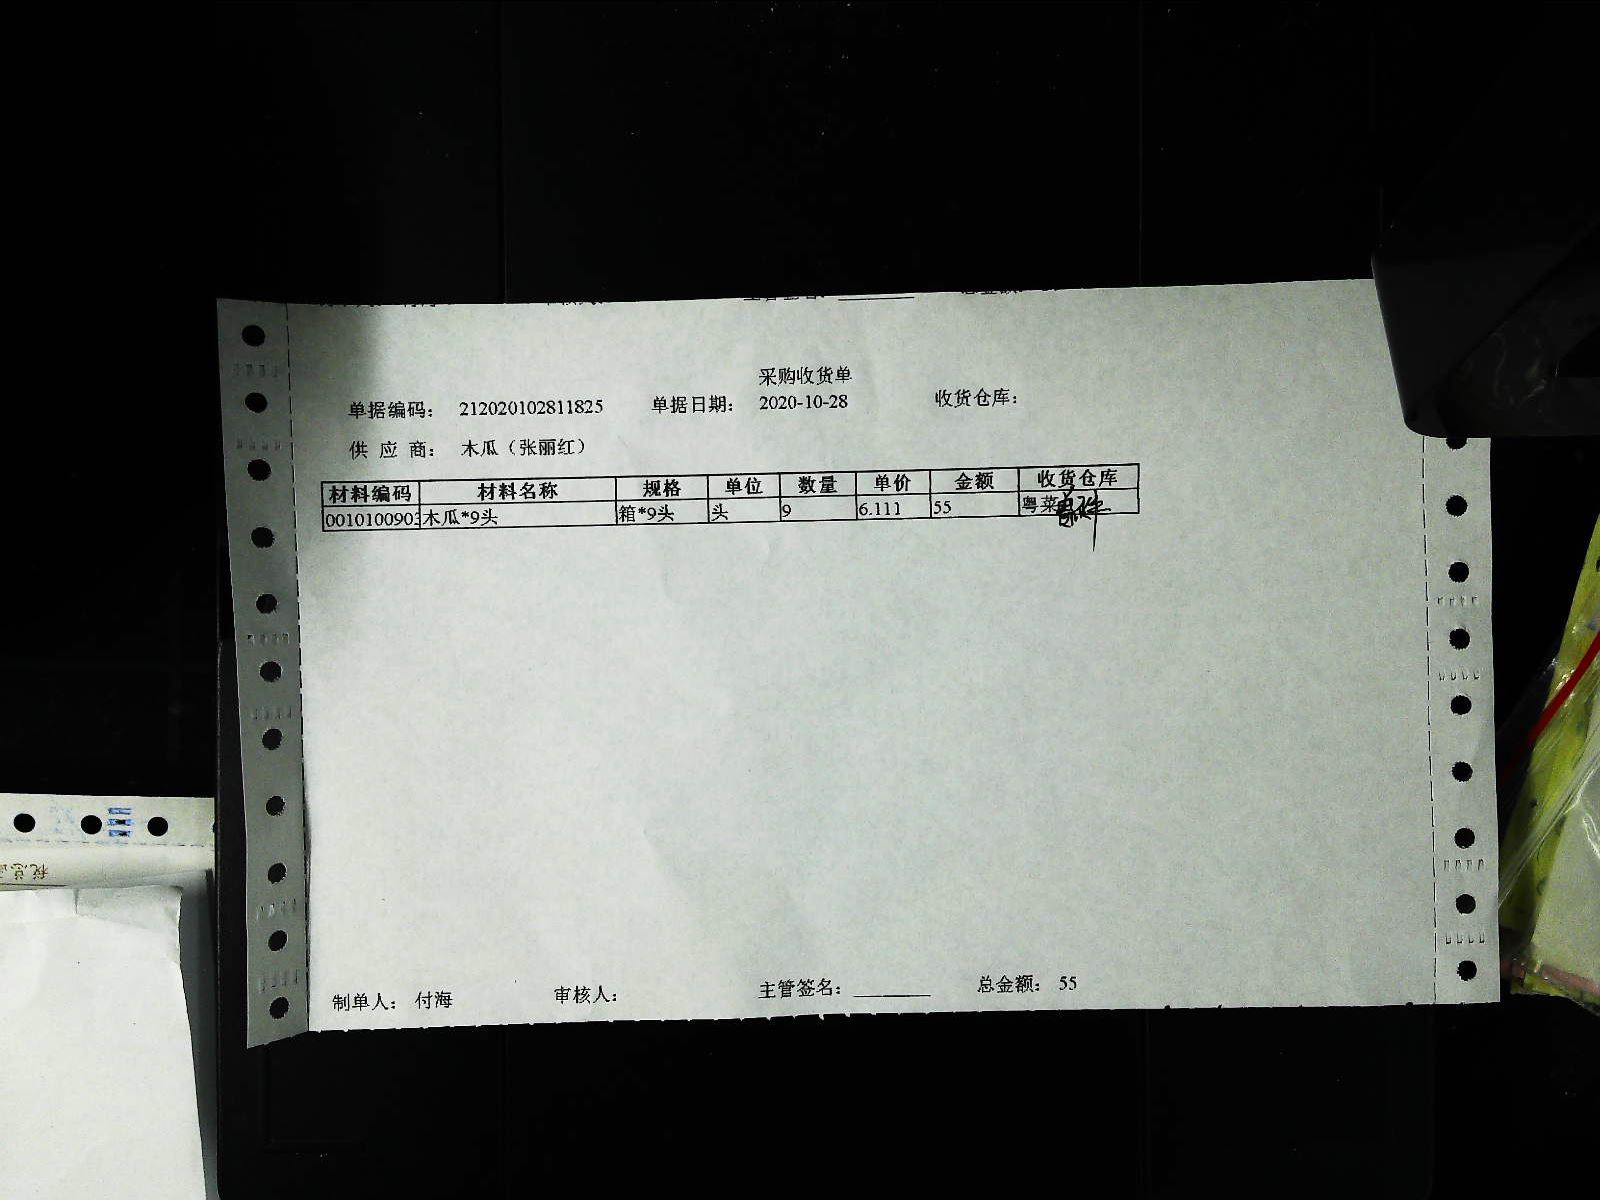 采购收货单
单据编码： 212020102811825 单据日期： 2020-10-28 收货仓库：
供 应 商： 木瓜（张丽红）
材料编码 材料名称 规格 单位 数量 单价 金额 收货仓库
0010100903 木瓜*9头 箱*9头 头 9 6.111 55 粤菜
制单人： 付海 审核人： 主管签名：________ 总金额： 55